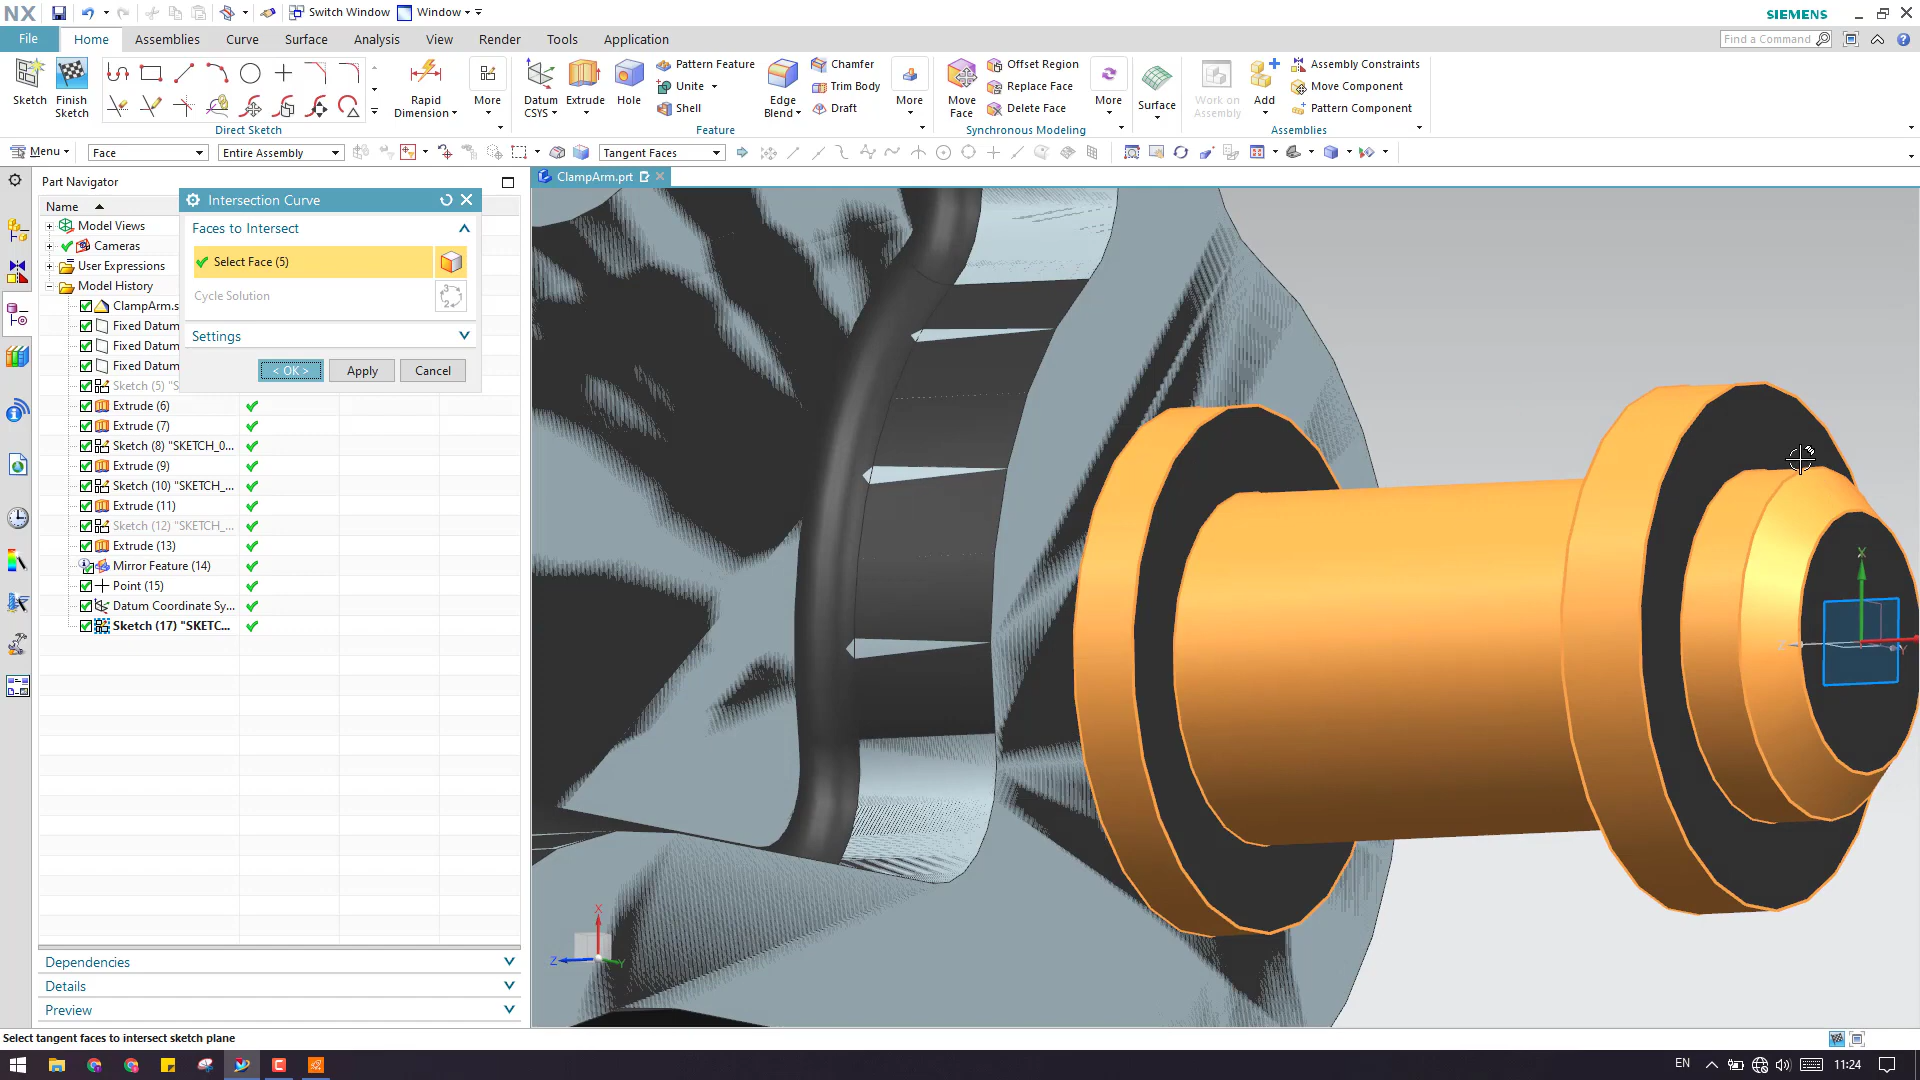 NX
Switch Window
Window
SIEMENS
File
Home
Assemblies
Curve
Surface
Analysis
View
Render
Tools
Application
Find a Command
Sketch
Finish Sketch
Rapid Dimension
More
Datum CSYS
Extrude
Hole
Pattern Feature
Unite
Shell
Edge Blend
Chamfer
Trim Body
Draft
More
Move Face
Offset Region
Replace Face
Delete Face
More
Surface
Work on Assembly
Add
Assembly Constraints
Move Component
Pattern Component
Direct Sketch
Feature
Synchronous Modeling
Assemblies
Menu
Face
Entire Assembly
Tangent Faces
Part Navigator
ClampArm.prt
Name
Model Views
Cameras
User Expressions
Model History
ClampArm.s
Fixed Datum
Fixed Datum
Fixed Datum
Sketch (5) "S
Extrude (6)
Extrude (7)
Sketch (8) "SKETCH_0...
Extrude (9)
Sketch (10) "SKETCH_...
Extrude (11)
Sketch (12) "SKETCH_...
Extrude (13)
Mirror Feature (14)
Point (15)
Datum Coordinate Sy...
Sketch (17) "SKETC...
Intersection Curve
Faces to Intersect
Select Face (5)
Cycle Solution
Settings
< OK >
Apply
Cancel
X
Y
X
Z
Y
Dependencies
Details
Preview
Select tangent faces to intersect sketch plane
EN
11:24